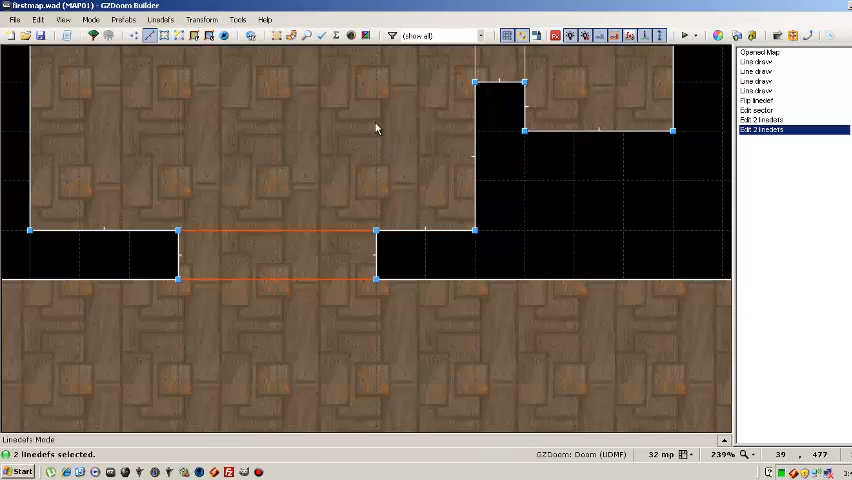 firstmap.wad (MAP01) - GZDoom Builder
File Edit View Mode Prefabs Linedefs Transform Tools Help
(show all)
Opened Map
Line draw
Line draw
Line draw
Line draw
Flip linedef
Edit sector
Edit 2 linedefs
Edit 2 linedefs
Linedefs Mode
2 linedefs selected.
GZDoom: Doom (UDMF)
32 mp
239%
39 , 477
Start